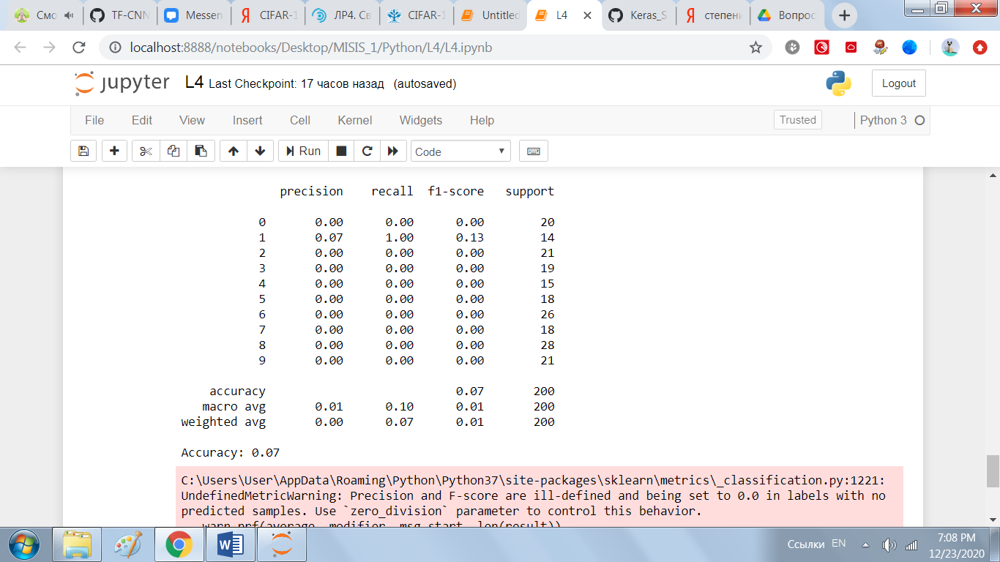 Смо TF-CNN Messen CIFAR-1 ЛР4. Св CIFAR-1 Untitled L4 Keras_S степени Вопрос
localhost:8888/notebooks/Desktop/MISIS_1/Python/L4/L4.ipynb
jupyter L4 Last Checkpoint: 17 часов назад (autosaved) Logout
File Edit View Insert Cell Kernel Widgets Help Trusted Python 3
Run Code
precision recall f1-score support
0 0.00 0.00 0.00 20
1 0.07 1.00 0.13 14
2 0.00 0.00 0.00 21
3 0.00 0.00 0.00 19
4 0.00 0.00 0.00 15
5 0.00 0.00 0.00 18
6 0.00 0.00 0.00 26
7 0.00 0.00 0.00 18
8 0.00 0.00 0.00 28
9 0.00 0.00 0.00 21
accuracy 0.07 200
macro avg 0.01 0.10 0.01 200
weighted avg 0.00 0.07 0.01 200
Accuracy: 0.07
C:\Users\User\AppData\Roaming\Python\Python37\site-packages\sklearn\metrics\_classification.py:1221:
UndefinedMetricWarning: Precision and F-score are ill-defined and being set to 0.0 in labels with no
predicted samples. Use `zero_division` parameter to control this behavior.
_warn_prf(average, modifier, msg_start, len(result))
Ссылки EN 7:08 PM
12/23/2020